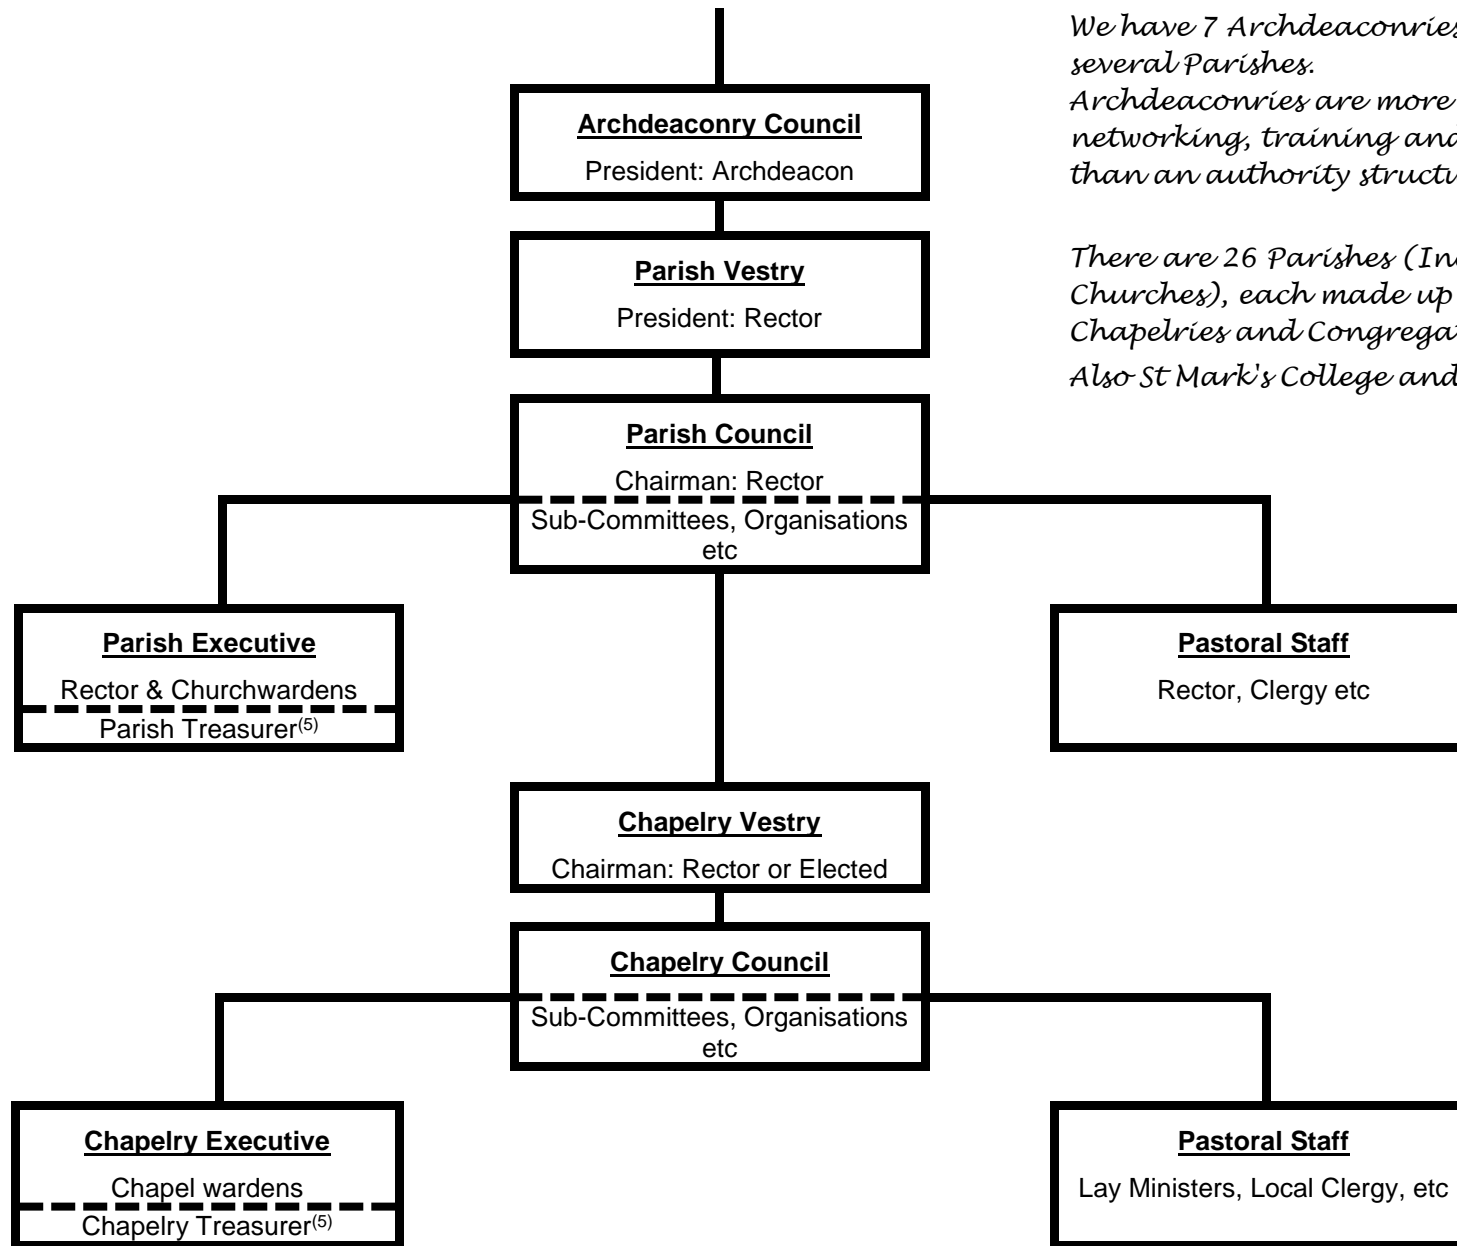 We have 7 Archdeaconries
several Parishes.
Archdeaconries are more
networking, training and
than an authority
There are 26 Parishes
Churches), each made up
Chapelries and
Also St Mark's College and
Archdeaconry Council
President: Archdeacon
Parish Vestry
President: Rector
Parish Council
Chairman: Rector
Sub-Committees, Organisations
etc
Parish Executive
Rector & Churchwardens
Parish Treasurer(5)
Pastoral Staff
Rector, Clergy etc
Chapelry Vestry
Chairman: Rector or Elected
Chapelry Council
Sub-Committees, Organisations
etc
Chapelry Executive
Chapel wardens
Chapelry Treasurer(5)
Pastoral Staff
Lay Ministers, Local Clergy, etc